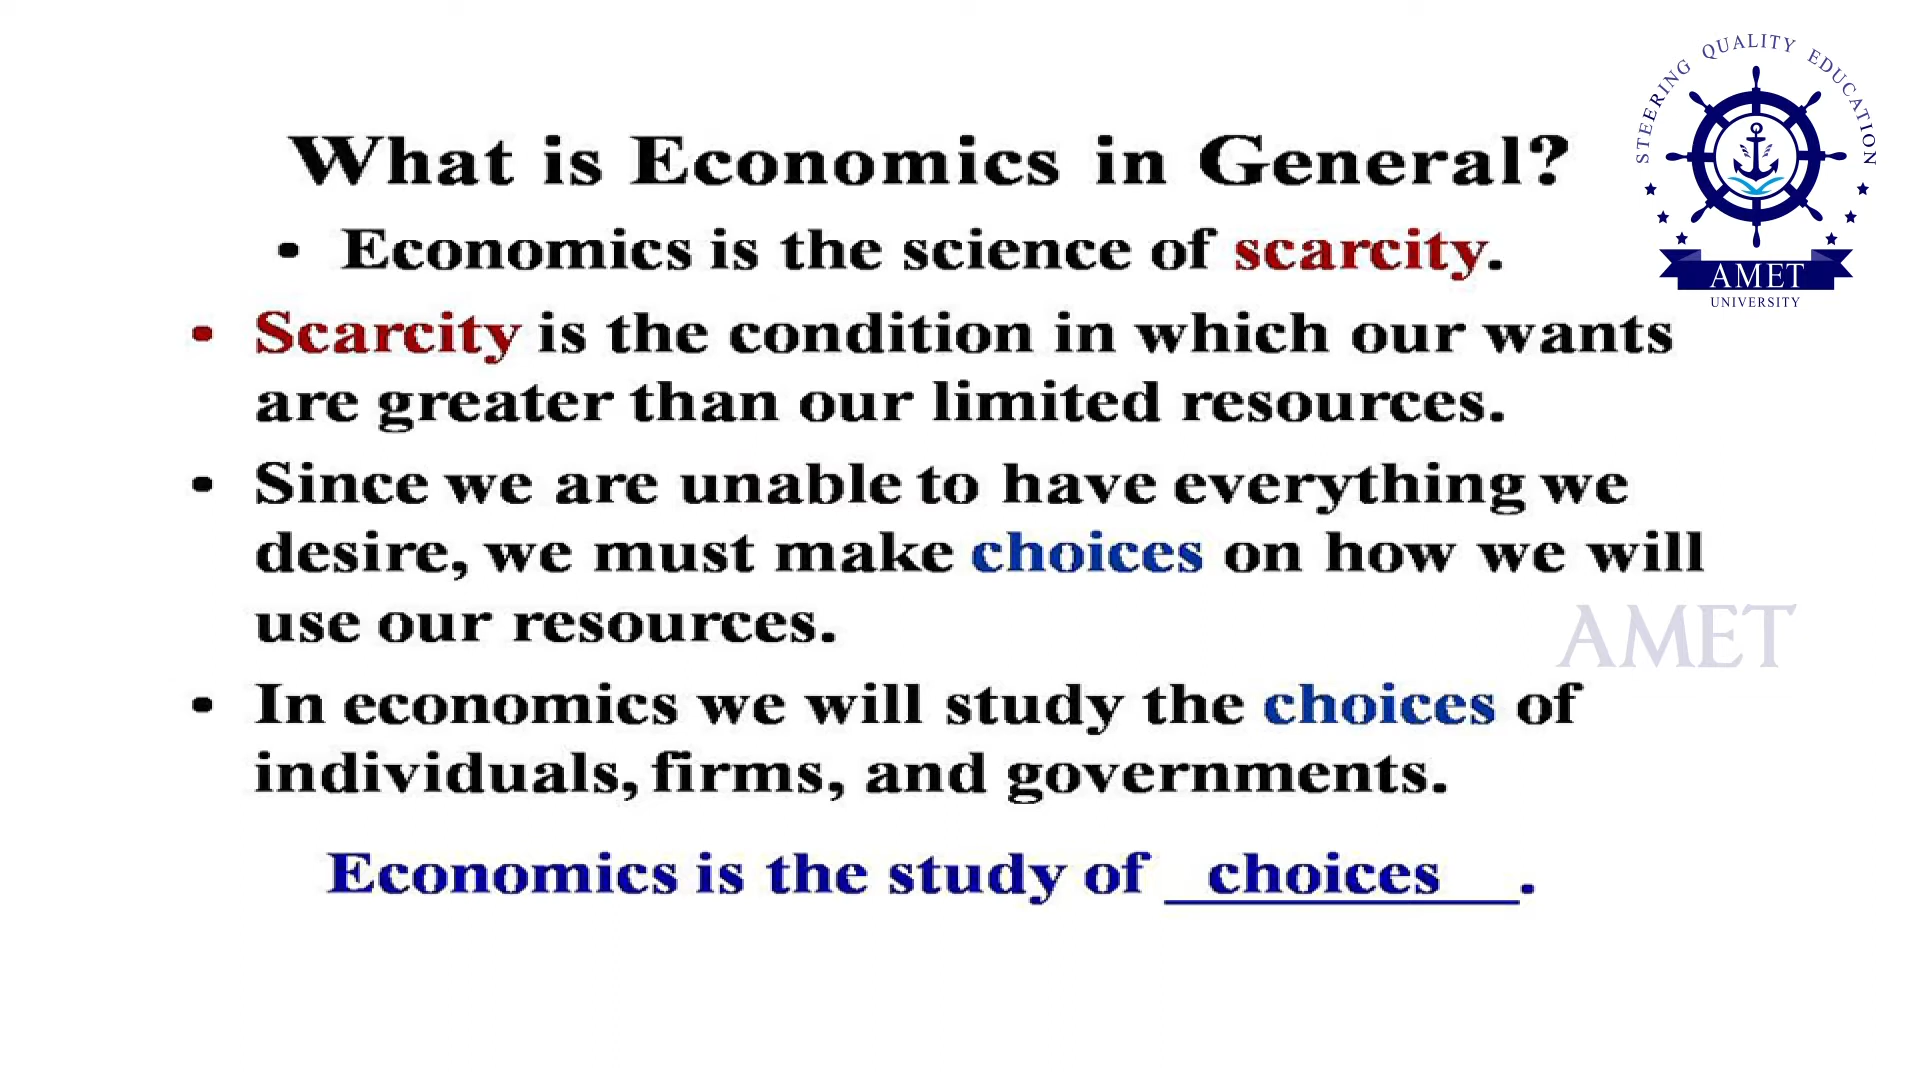 What is Economics in General?
• Economics is the science of scarcity.
• Scarcity is the condition in which our wants
are greater than our limited resources.
• Since we are unable to have everything we
desire, we must make choices on how we will
use our resources.
• In economics we will study the choices of
individuals, firms, and governments.
Economics is the study of choices.
STEERING QUALITY EDUCATION
AMET
UNIVERSITY
AMET